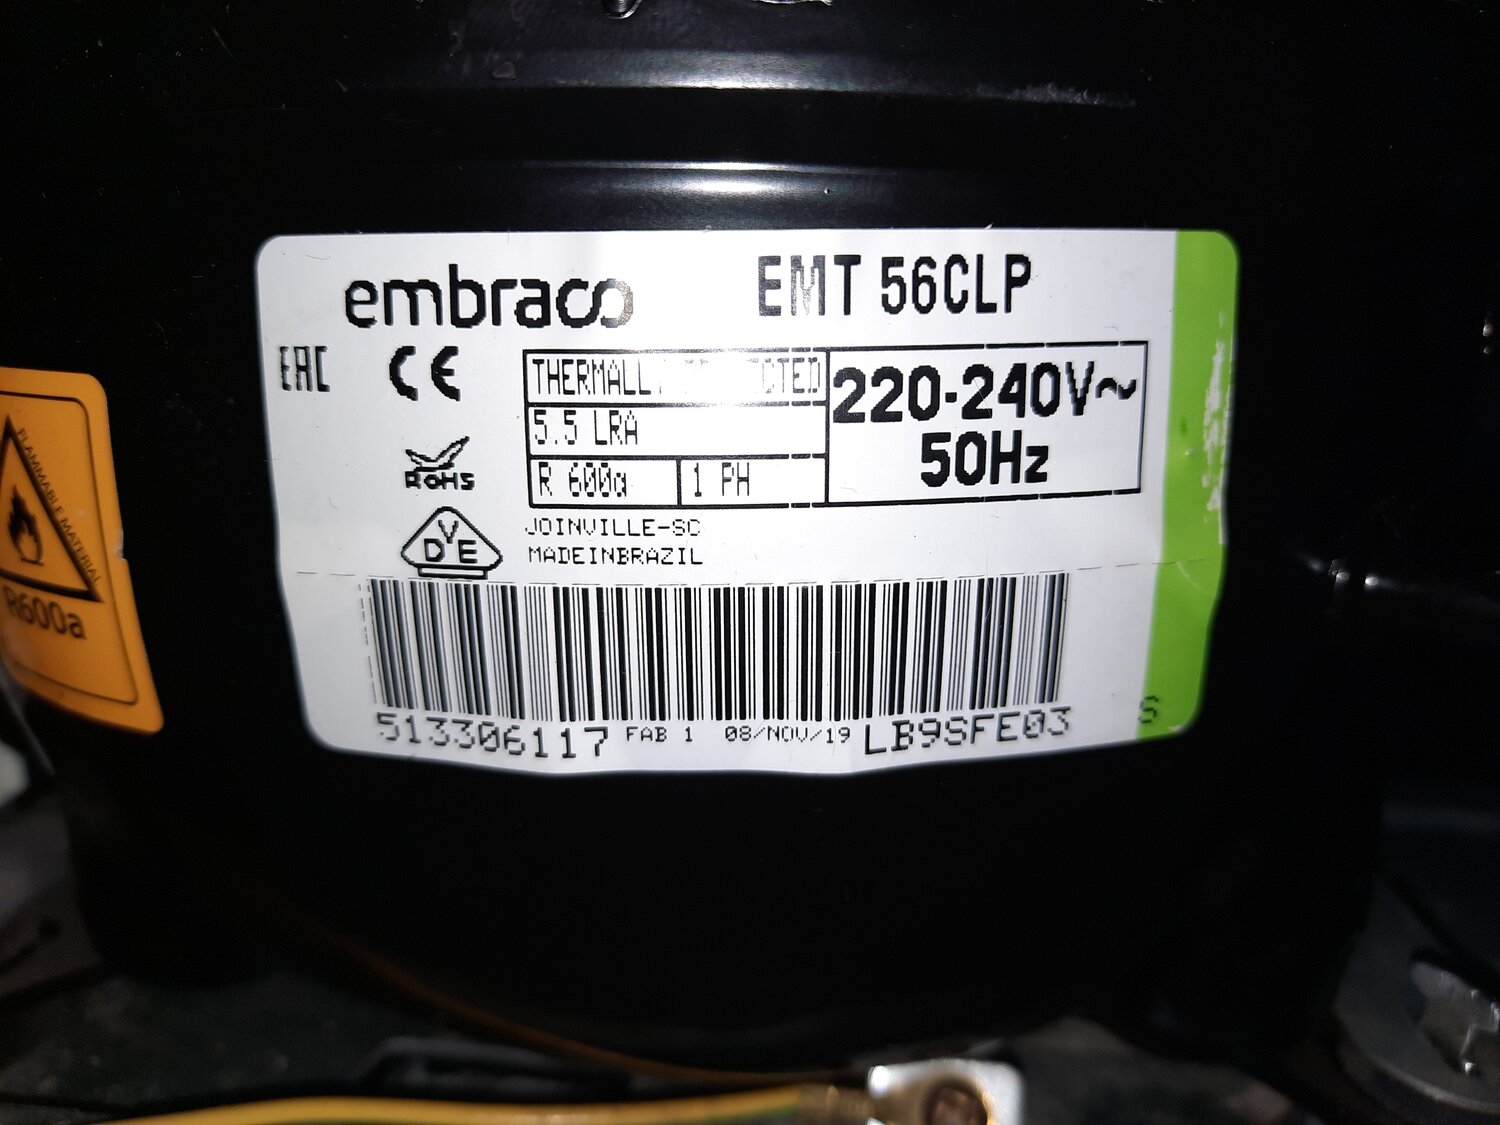 embraco EMT 56CLP
EAC CE
THERMALLY PROTECTED
220-240V~
50Hz
5.5 LRA
RoHS
R 600a 1 PH
VDE
JOINVILLE-SC
MADEINBRAZIL
513306117 FAB 1 08/NOV/19 LB9SFE03 S
FLAMMABLE MATERIAL
R600a